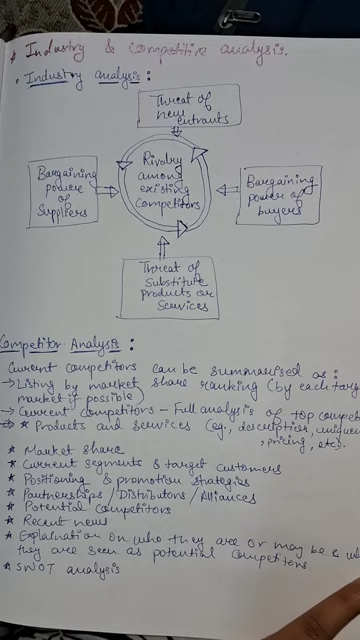 * Industry & competitive analysis.
• Industry analysis:
Threat of
new
entrants
Bargaining
power
of
Suppliers
Rivalry
among
existing
Competitors
Bargaining
power of
buyers
Threat of
Substitute
products or
services
Competitor Analysis:
Current competitors can be summarised as:
→ Listing by market share ranking (by each targ
market if possible)
→ Current competitors – Full analysis of top compet
⇒ * Products and services (eg., description, unique
, pricing, etc).
* Market share
* Current segments & target customers
* Positioning & promotion strategies
* Partnerships / Distributors / Alliances
* Potential competitors
* Recent news
* Explaination on who they are or may be & w
they are seen as potential competitors
* SWOT analysis